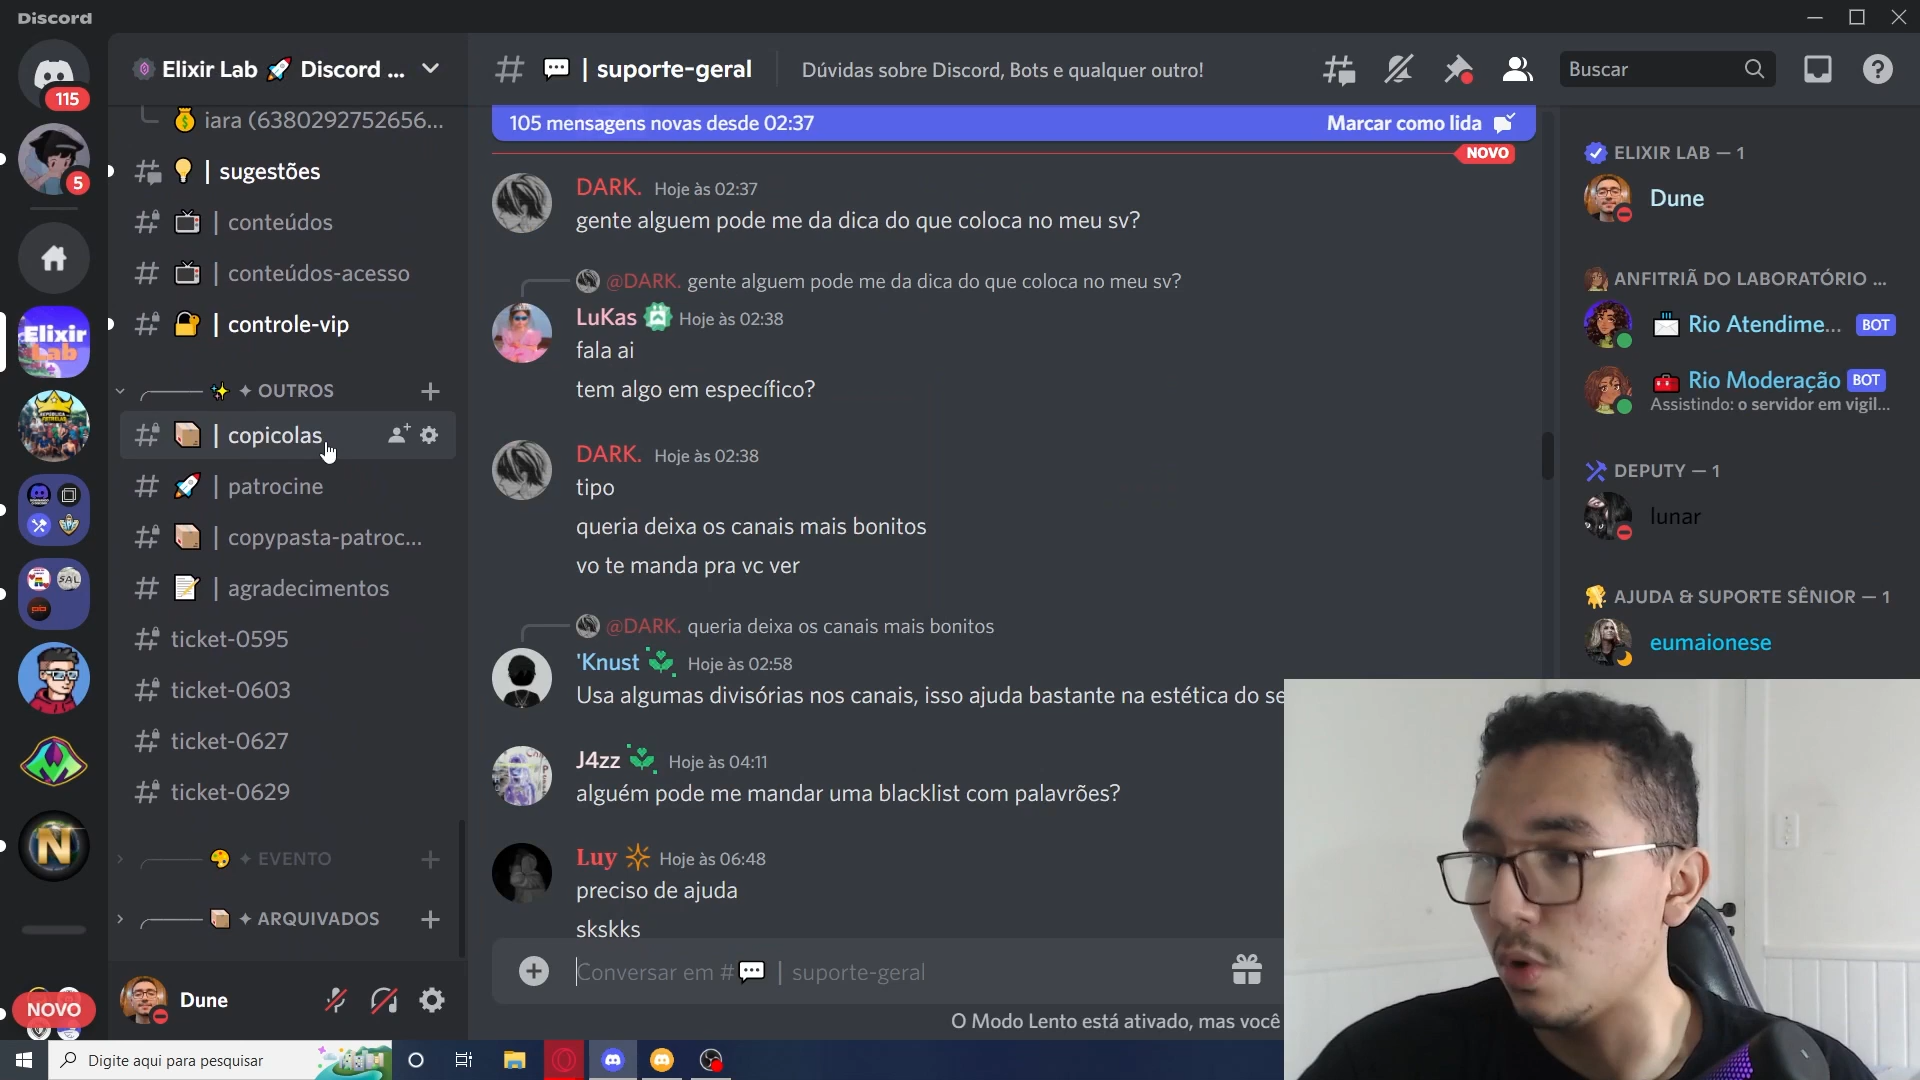 Discord
115
5
Elixir Lab
SAL
N
NOVO
Elixir Lab 🚀 Discord ...
iara (6380292752656...
| sugestões
| conteúdos
| conteúdos-acesso
| controle-vip
✦ OUTROS
| copicolas
| patrocine
| copypasta-patroc...
| agradecimentos
ticket-0595
ticket-0603
ticket-0627
ticket-0629
✦ EVENTO
✦ ARQUIVADOS
Dune
# 💬 | suporte-geral
Dúvidas sobre Discord, Bots e qualquer outro!
Buscar
105 mensagens novas desde 02:37
Marcar como lida
NOVO
DARK. Hoje às 02:37
gente alguem pode me da dica do que coloca no meu sv?
@DARK. gente alguem pode me da dica do que coloca no meu sv?
LuKas Hoje às 02:38
fala ai
tem algo em específico?
DARK. Hoje às 02:38
tipo
queria deixa os canais mais bonitos
vo te manda pra vc ver
@DARK. queria deixa os canais mais bonitos
'Knust Hoje às 02:58
Usa algumas divisórias nos canais, isso ajuda bastante na estética do se
J4zz Hoje às 04:11
alguém pode me mandar uma blacklist com palavrões?
Luy Hoje às 06:48
preciso de ajuda
skskks
Conversar em #💬 | suporte-geral
O Modo Lento está ativado, mas você
ELIXIR LAB — 1
Dune
ANFITRIÃ DO LABORATÓRIO ...
Rio Atendime... BOT
Rio Moderação BOT
Assistindo: o servidor em vigil...
DEPUTY — 1
lunar
AJUDA & SUPORTE SÊNIOR — 1
eumaionese
Digite aqui para pesquisar